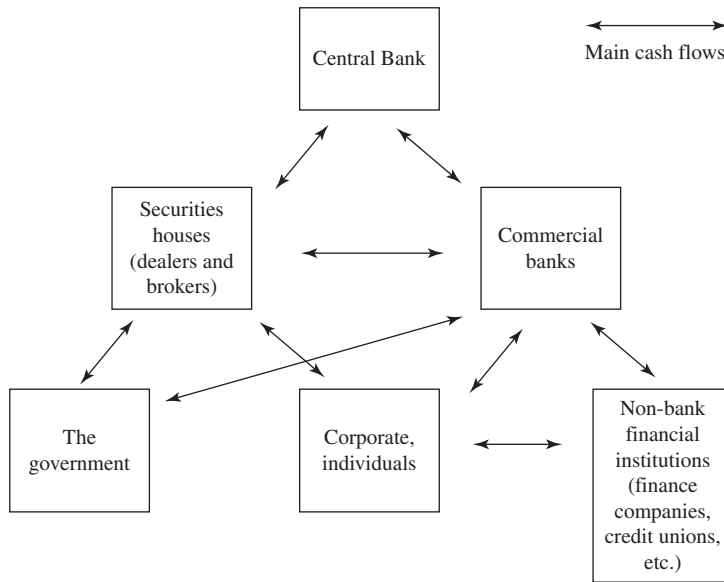 Central Bank
Main cash flows
Securities
houses
(dealers and
brokers)
Commercial
banks
The
government
Corporate,
individuals
Non-bank
financial
institutions
(finance
companies,
credit unions,
etc.)